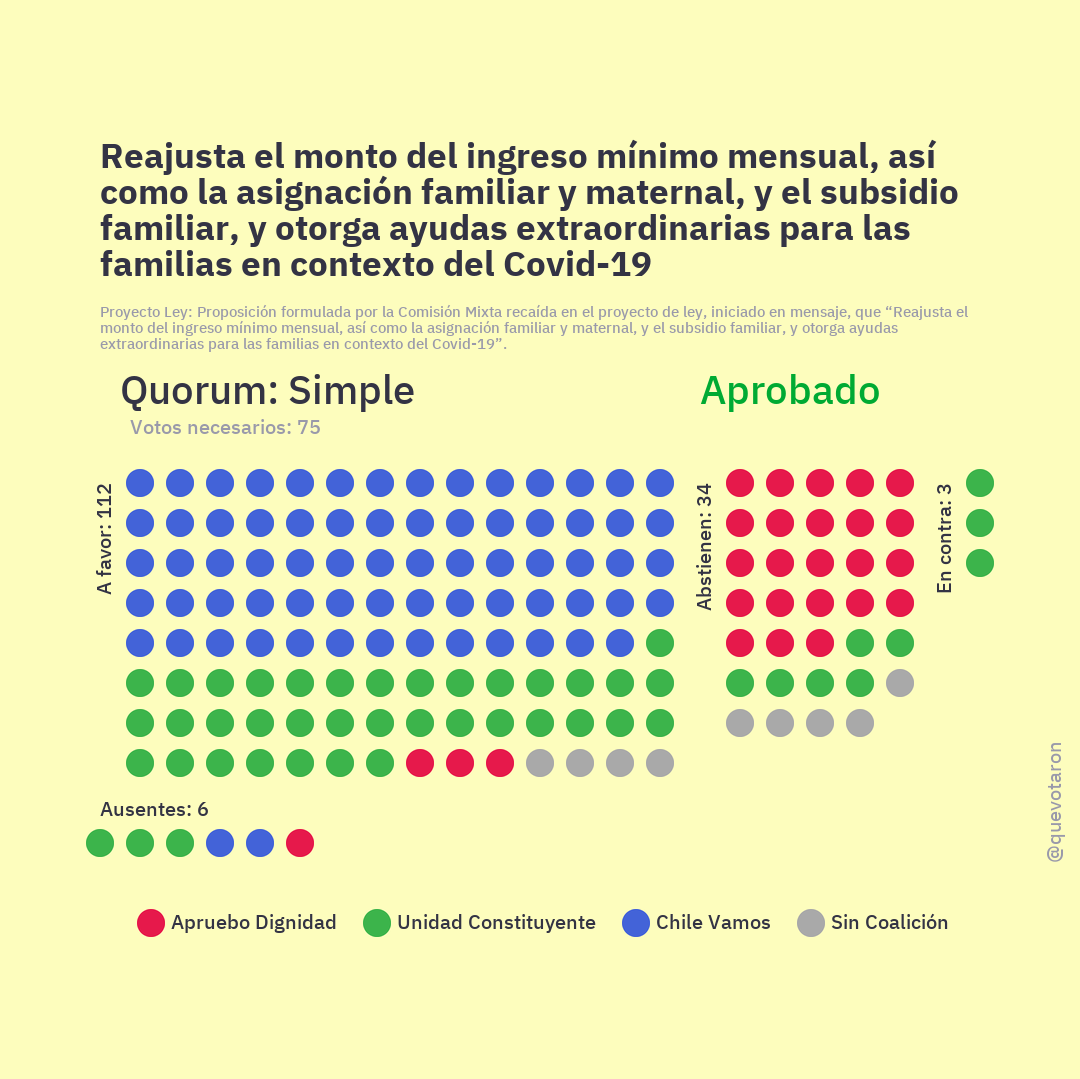 Reajusta el monto del ingreso mínimo mensual, así
como la asignación familiar y maternal, y el subsidio
familiar, y otorga ayudas extraordinarias para las
familias en contexto del Covid-19
Proyecto Ley: Proposición formulada por la Comisión Mixta recaída en el proyecto de ley, iniciado en mensaje, que “Reajusta el
monto del ingreso mínimo mensual, así como la asignación familiar y maternal, y el subsidio familiar, y otorga ayudas
extraordinarias para las familias en contexto del Covid-19”.
Quorum: Simple
Aprobado
Votos necesarios: 75
A favor: 112
Abstienen: 34
En contra: 3
Ausentes: 6
@quevotaron
Apruebo Dignidad
Unidad Constituyente
Chile Vamos
Sin Coalición